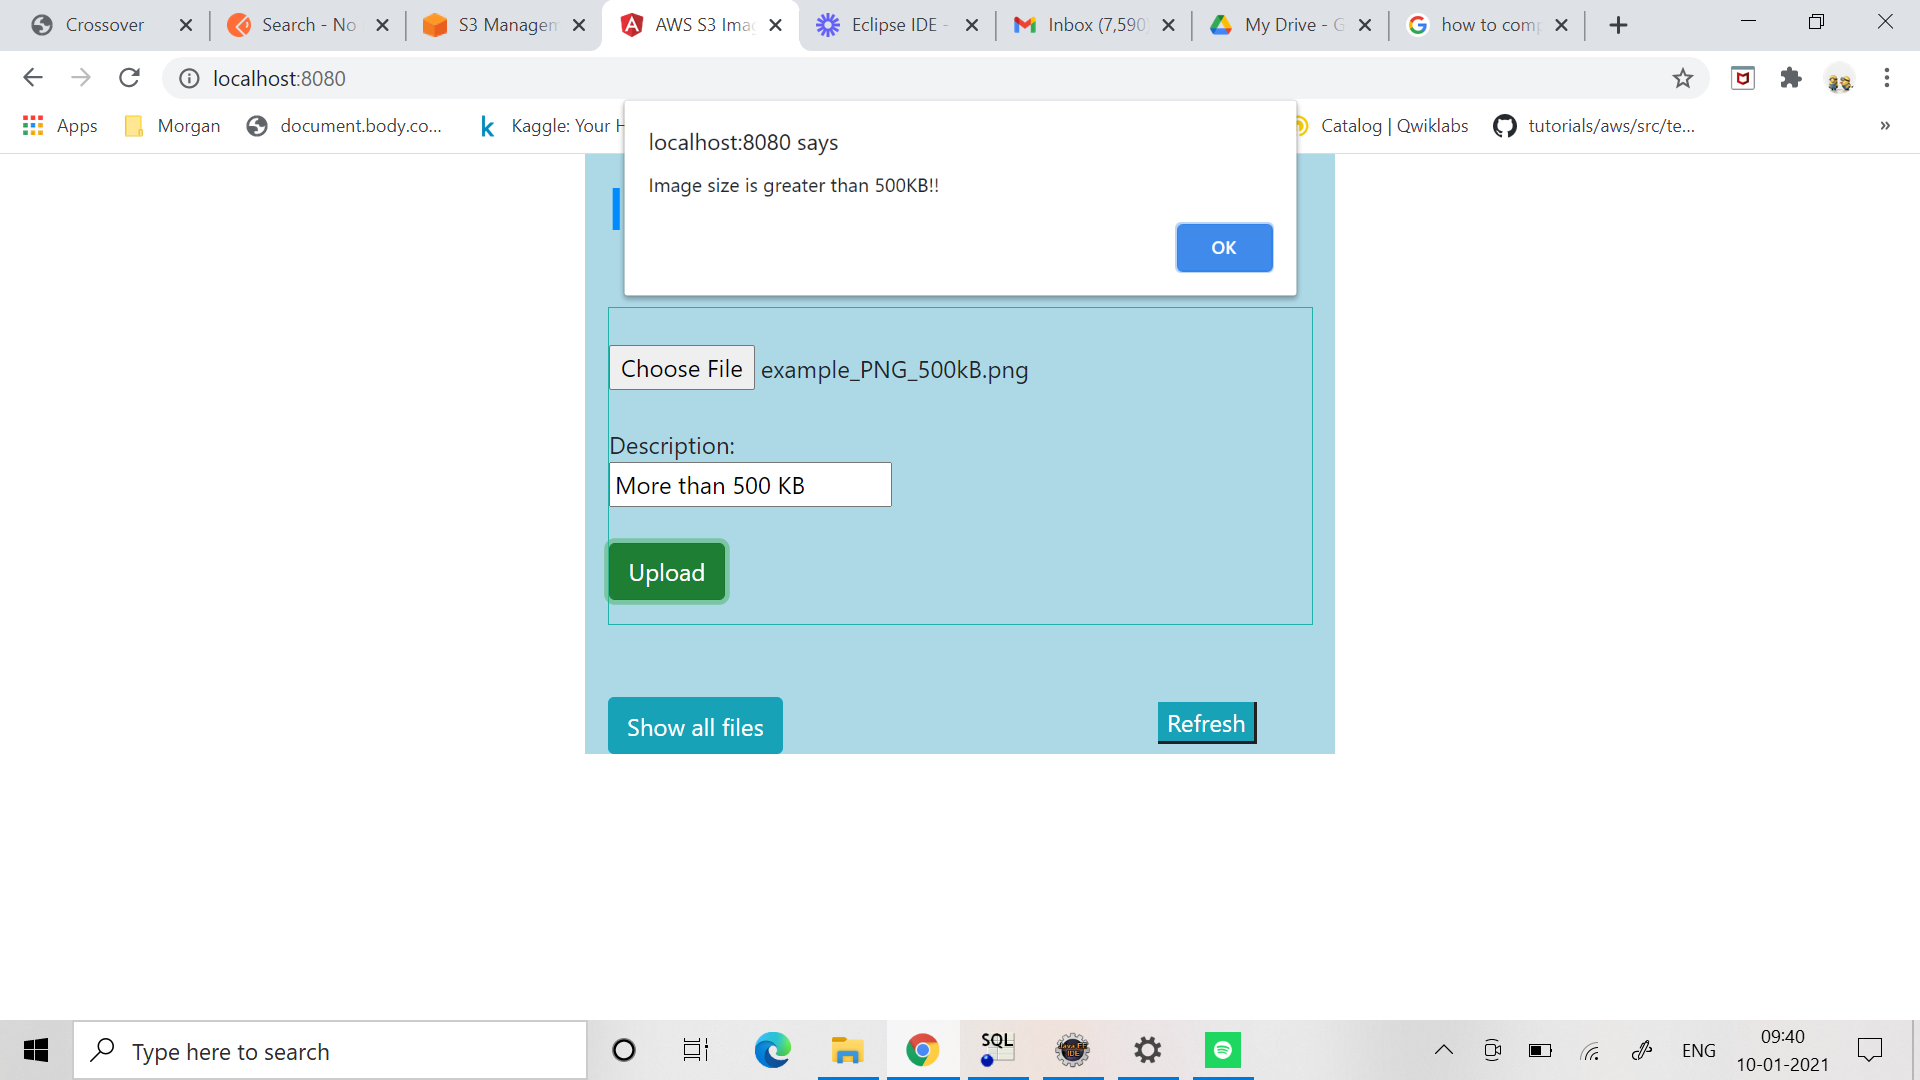 Crossover
Search - No
S3 Managem
AWS S3 Ima
Eclipse IDE -
Inbox (7,590)
My Drive - G
how to comp
localhost:8080
Apps
Morgan
document.body.co...
Kaggle: Your H
Catalog | Qwiklabs
tutorials/aws/src/te...
»
localhost:8080 says
Image size is greater than 500KB!!
OK
Choose File example_PNG_500kB.png
Description:
More than 500 KB
Upload
Show all files
Refresh
Type here to search
SQL
Java EE
IDE
ENG
09:40
10-01-2021